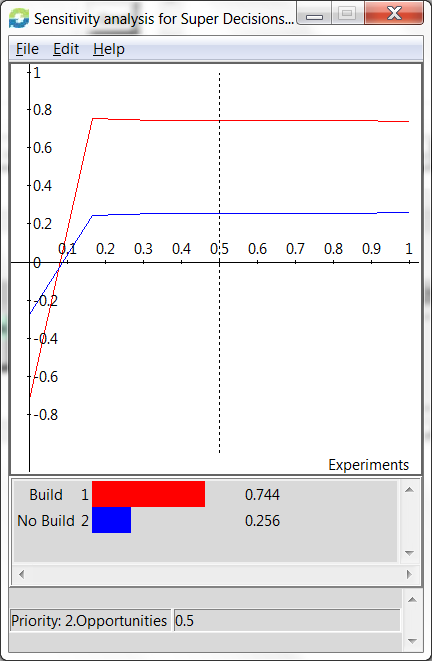 Sensitivity analysis for Super Decisions...
File Edit Help
1
0.8
0.6
0.4
0.2
0.1 0.2 0.3 0.4 0.5 0.6 0.7 0.8 0.9 1
0
-0.2
-0.4
-0.6
-0.8
Experiments
Build 1 0.744
No Build 2 0.256
Priority: 2.Opportunities 0.5